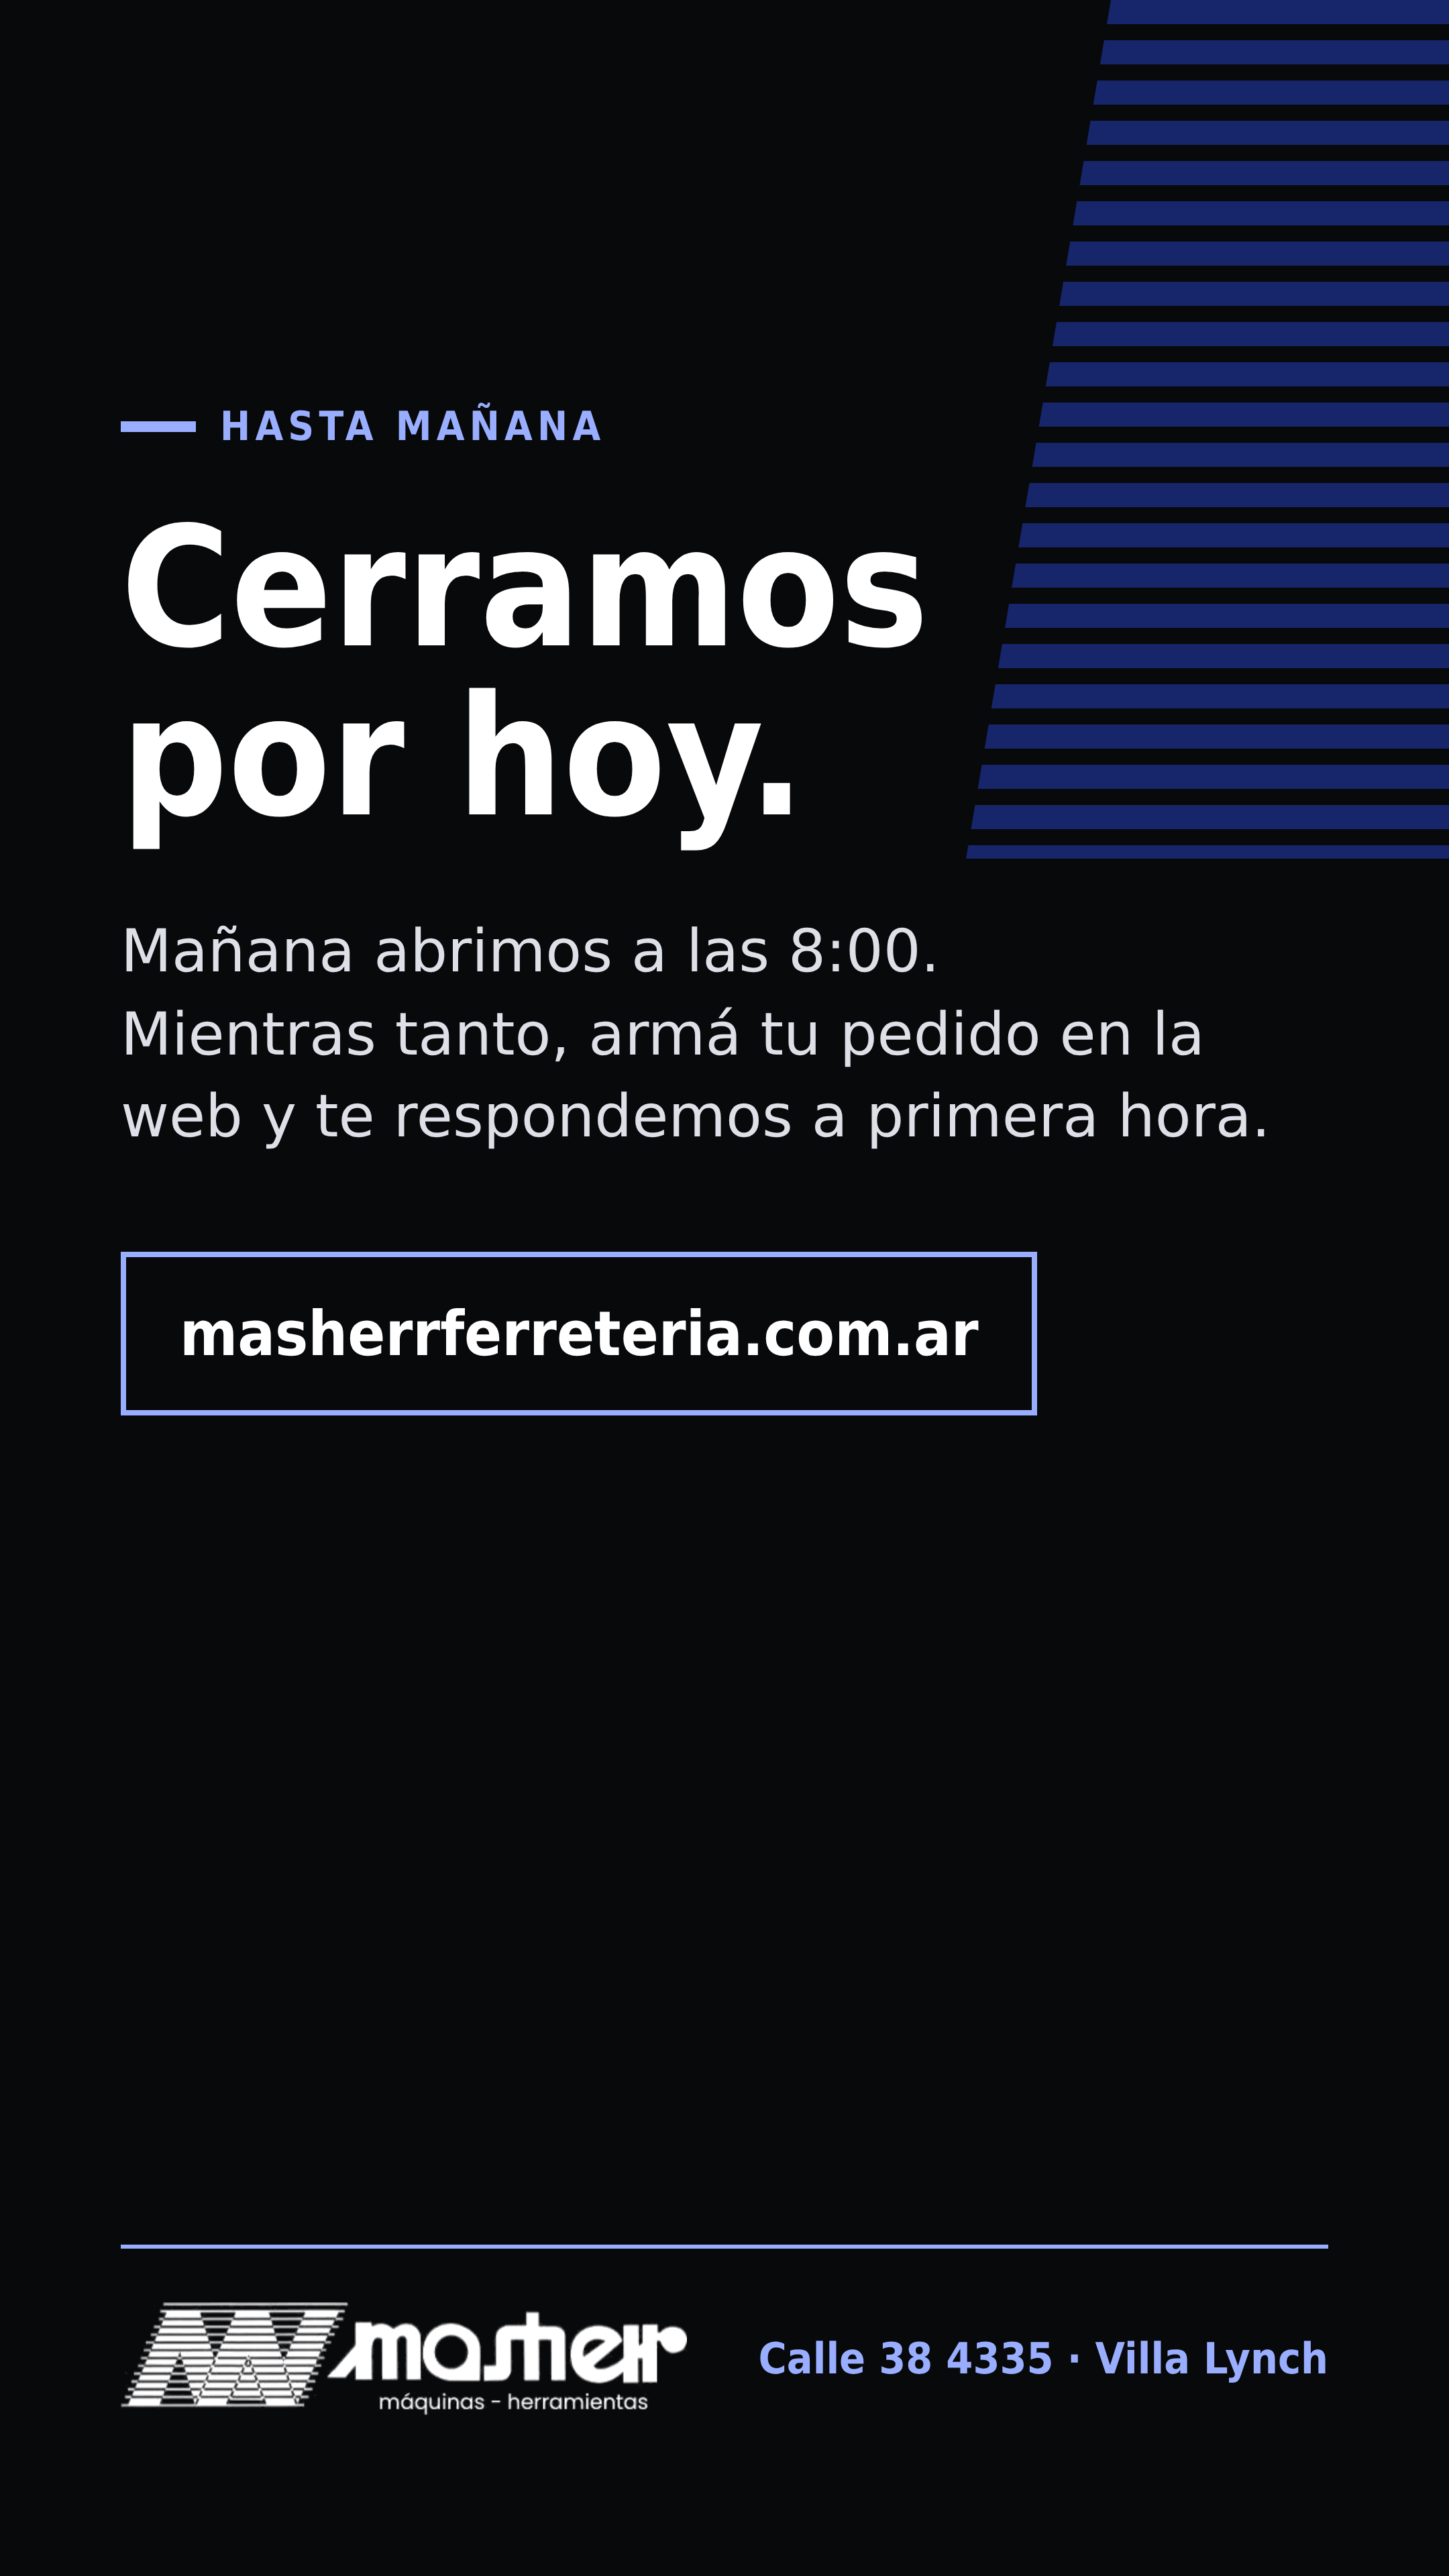 HASTA MAÑANA
Cerramos
por hoy.
Mañana abrimos a las 8:00.
Mientras tanto, armá tu pedido en la
web y te respondemos a primera hora.
masherrferreteria.com.ar
masherr
máquinas - herramientas
Calle 38 4335 · Villa Lynch